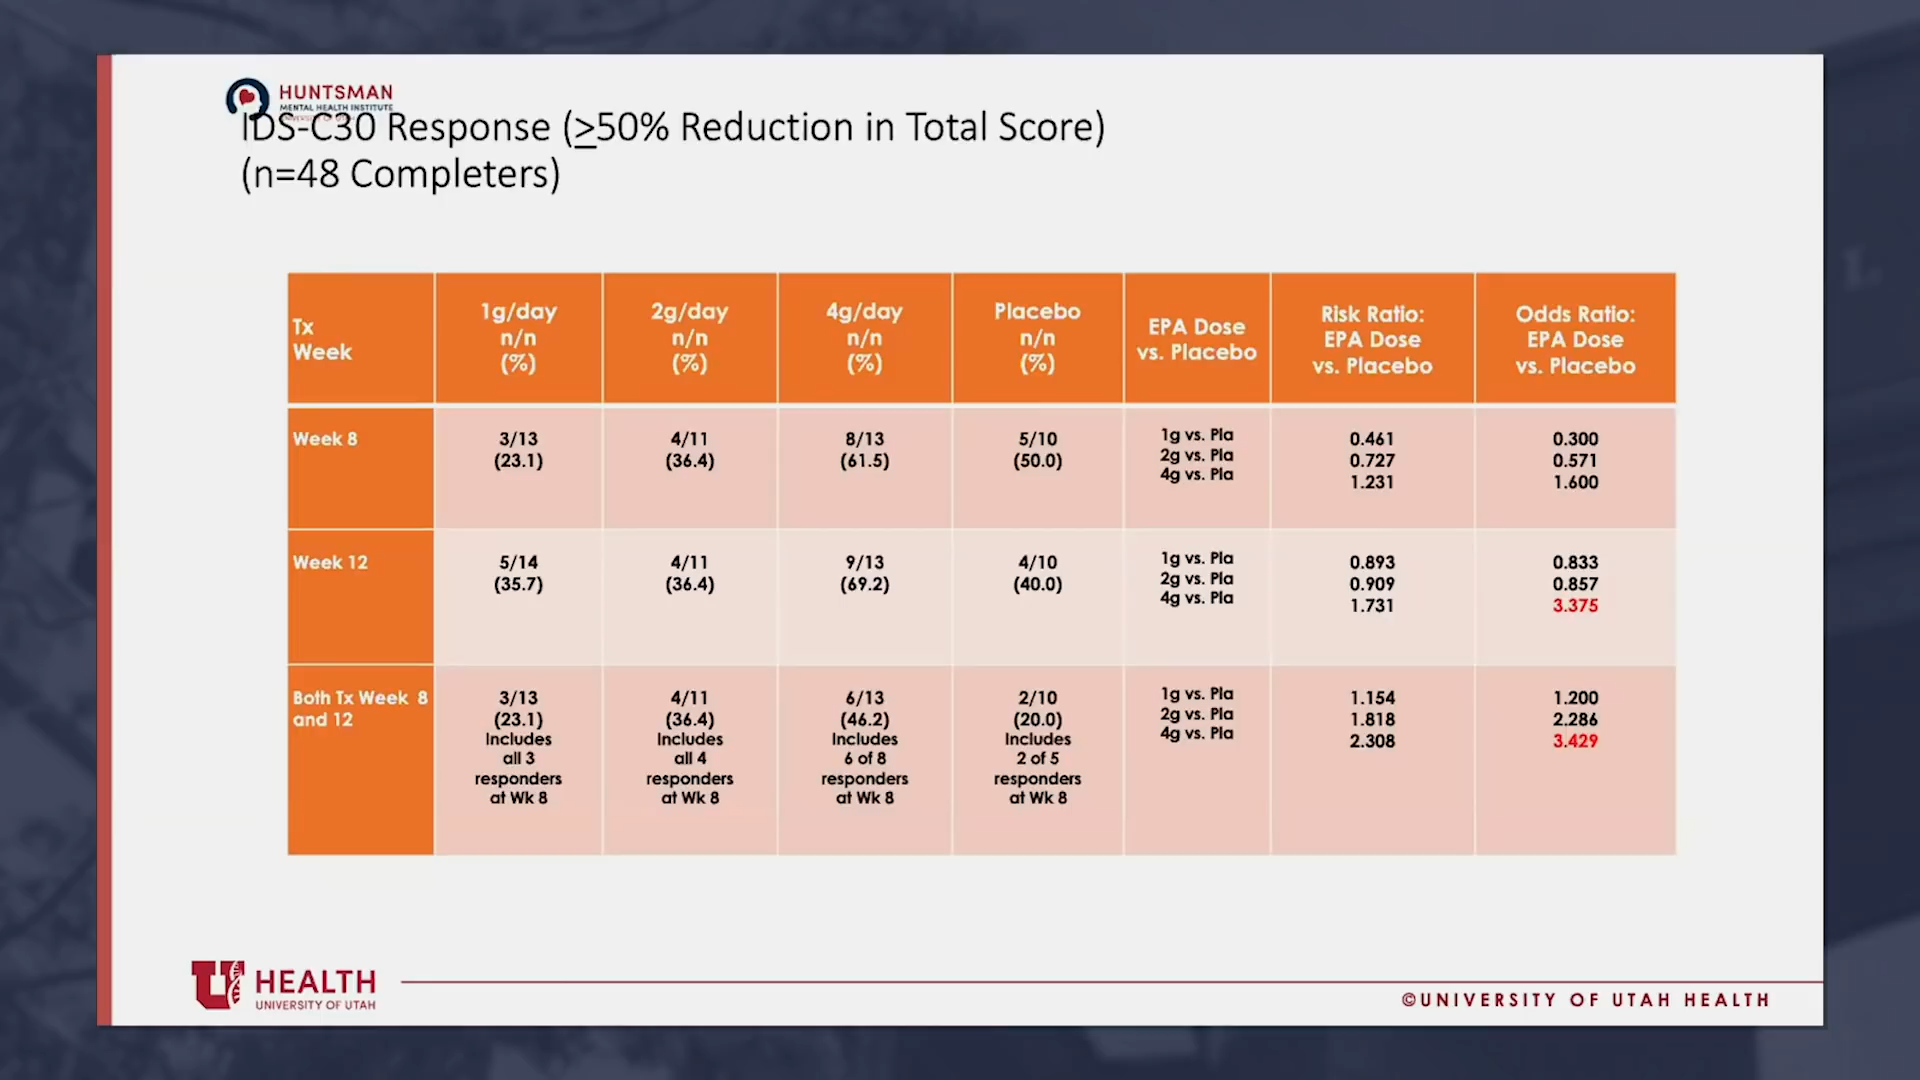 HUNTSMAN
MENTAL HEALTH INSTITUTE
IDS-C30 Response (≥50% Reduction in Total Score)
(n=48 Completers)
Tx
Week
1g/day
n/n
(%)
2g/day
n/n
(%)
4g/day
n/n
(%)
Placebo
n/n
(%)
EPA Dose
vs. Placebo
Risk Ratio:
EPA Dose
vs. Placebo
Odds Ratio:
EPA Dose
vs. Placebo
Week 8
3/13
(23.1)
4/11
(36.4)
8/13
(61.5)
5/10
(50.0)
1g vs. Pla
2g vs. Pla
4g vs. Pla
0.461
0.727
1.231
0.300
0.571
1.600
Week 12
5/14
(35.7)
4/11
(36.4)
9/13
(69.2)
4/10
(40.0)
1g vs. Pla
2g vs. Pla
4g vs. Pla
0.893
0.909
1.731
0.833
0.857
3.375
Both Tx Week 8
and 12
3/13
(23.1)
Includes
all 3
responders
at Wk 8
4/11
(36.4)
Includes
all 4
responders
at Wk 8
6/13
(46.2)
Includes
6 of 8
responders
at Wk 8
2/10
(20.0)
Includes
2 of 5
responders
at Wk 8
1g vs. Pla
2g vs. Pla
4g vs. Pla
1.154
1.818
2.308
1.200
2.286
3.429
U HEALTH
UNIVERSITY OF UTAH
©UNIVERSITY OF UTAH HEALTH